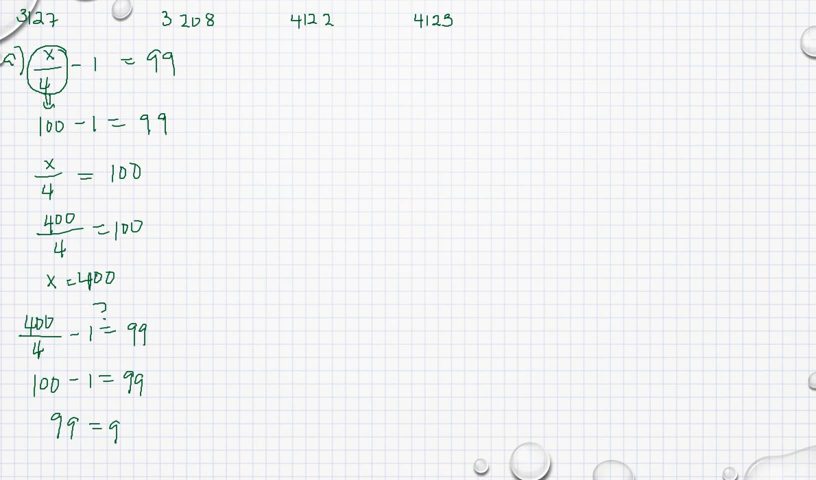 3127 3208 4122 4123
a) x/4 - 1 = 99
100 - 1 = 99
x/4 = 100
400/4 = 100
x = 400
400/4 - 1 ?= 99
100 - 1 = 99
99 = 9